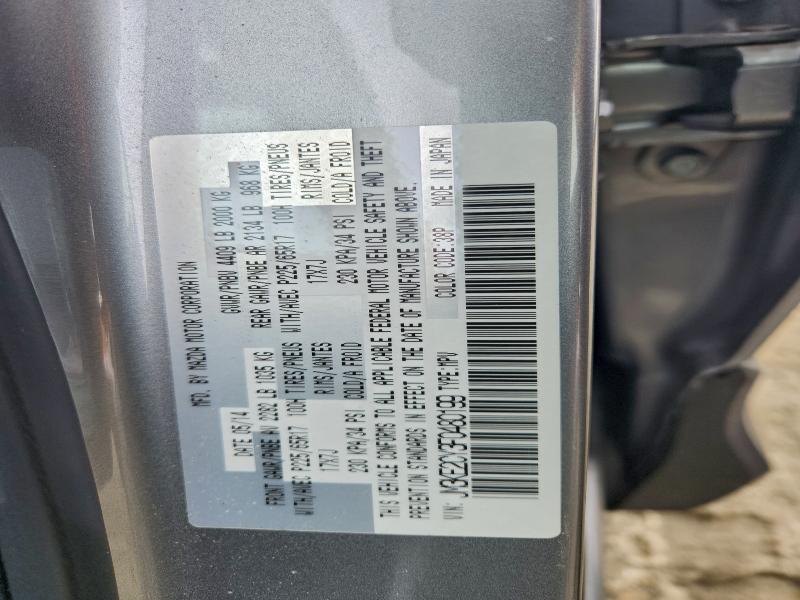 MFD. BY MAZDA MOTOR CORPORATION
DATE 05/14 GVWR/PNBV 4409 LB 2000 KG
FRONT GAWR/PNBE AV 2282 LB 1035 KG REAR GAWR/PNBE AR 2134 LB 968 KG
WITH/AVEC P225/65R17 100H TIRES/PNEUS WITH/AVEC P225/65R17 100H TIRES/PNEUS
17X7J RIMS/JANTES 17X7J RIMS/JANTES
230 KPA/34 PSI COLD/A FROID 230 KPA/34 PSI COLD/A FROID
THIS VEHICLE CONFORMS TO ALL APPLICABLE FEDERAL MOTOR VEHICLE SAFETY AND THEFT
PREVENTION STANDARDS IN EFFECT ON THE DATE OF MANUFACTURE SHOWN ABOVE.
VIN: JM3KE2CY3F0480199 TYPE:MPV COLOR CODE:38P MADE IN JAPAN